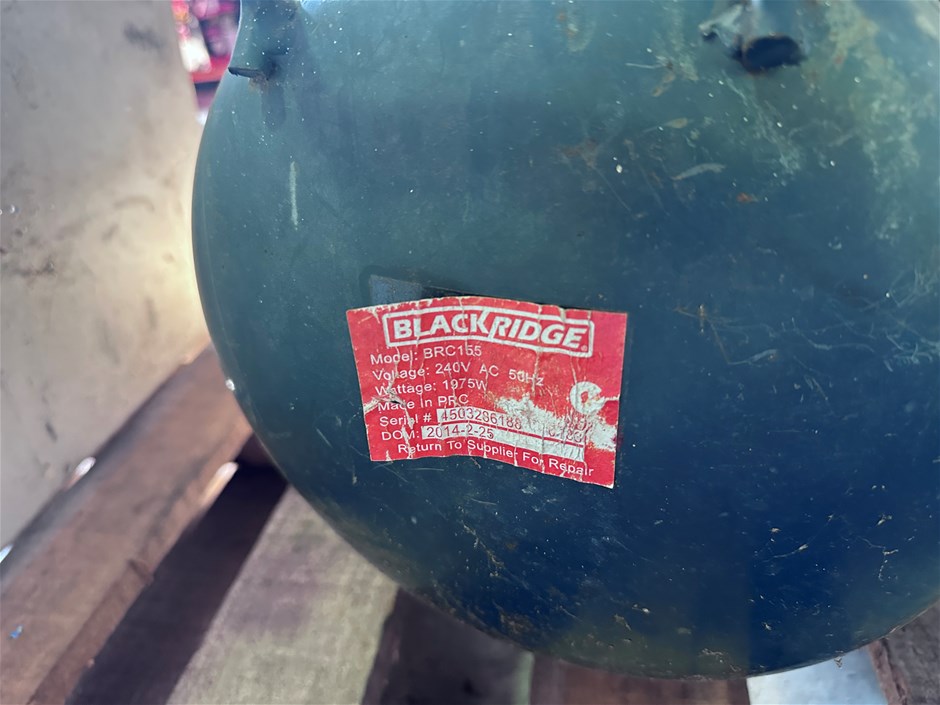 BLACKRIDGE®
Model: BRC155
Voltage: 240V AC 50Hz
Wattage: 1975W
Made In PRC
Serial # 4503286188
DOM: 2014-2-25
Return To Supplier For Repair